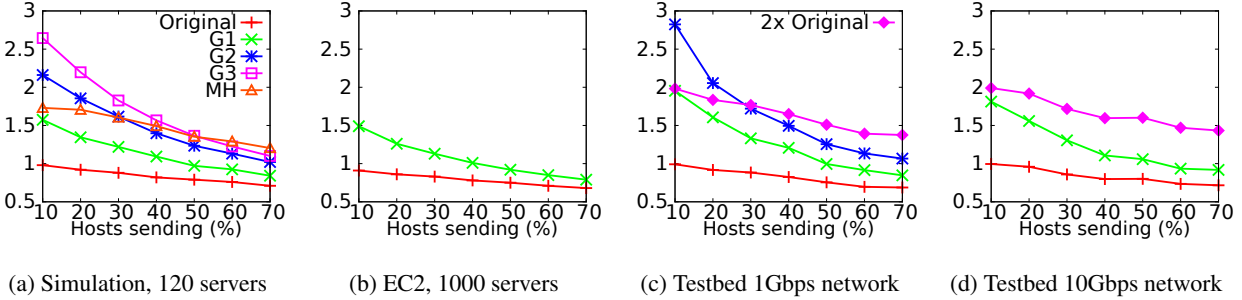 3
2.5
2
1.5
1
0.5
10 20 30 40 50 60 70
Hosts sending (%)
Original
G1
G2
G3
MH
(a) Simulation, 120 servers
3
2.5
2
1.5
1
0.5
10 20 30 40 50 60 70
Hosts sending (%)
(b) EC2, 1000 servers
3
2.5
2
1.5
1
0.5
10 20 30 40 50 60 70
Hosts sending (%)
2x Original
(c) Testbed 1Gbps network
3
2.5
2
1.5
1
0.5
10 20 30 40 50 60 70
Hosts sending (%)
(d) Testbed 10Gbps network